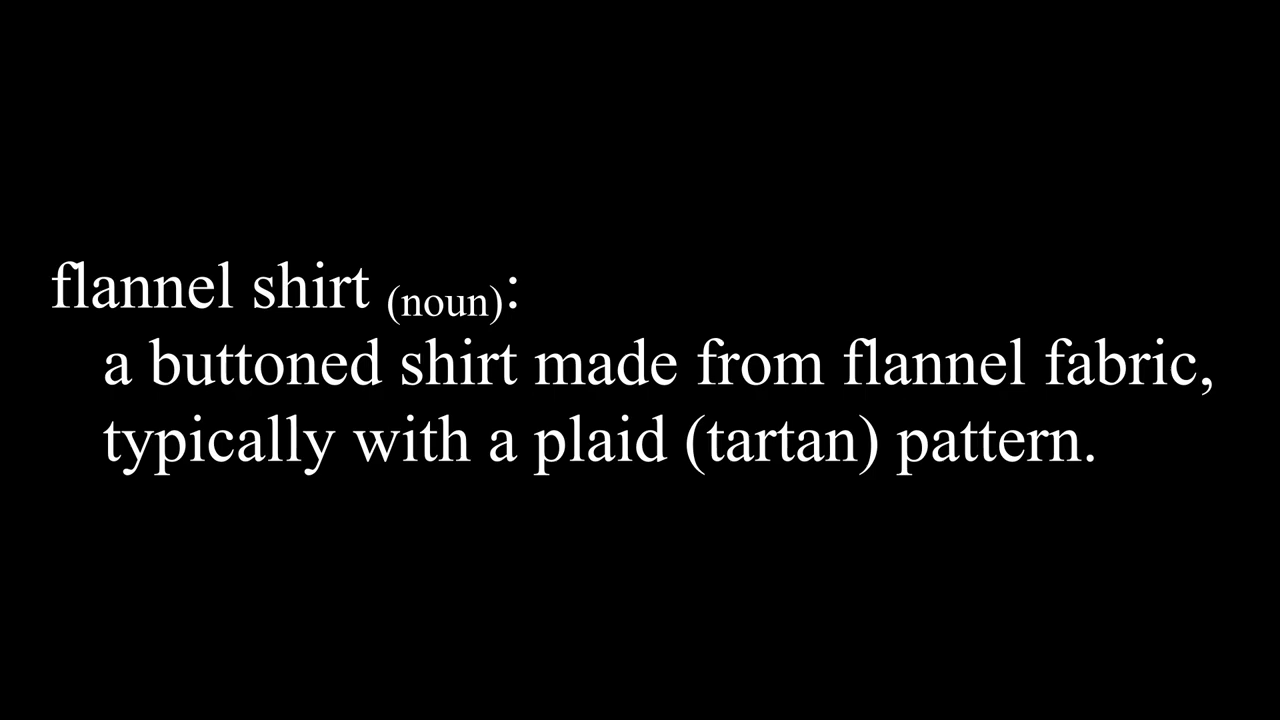 flannel shirt (noun):
a buttoned shirt made from flannel fabric,
typically with a plaid (tartan) pattern.